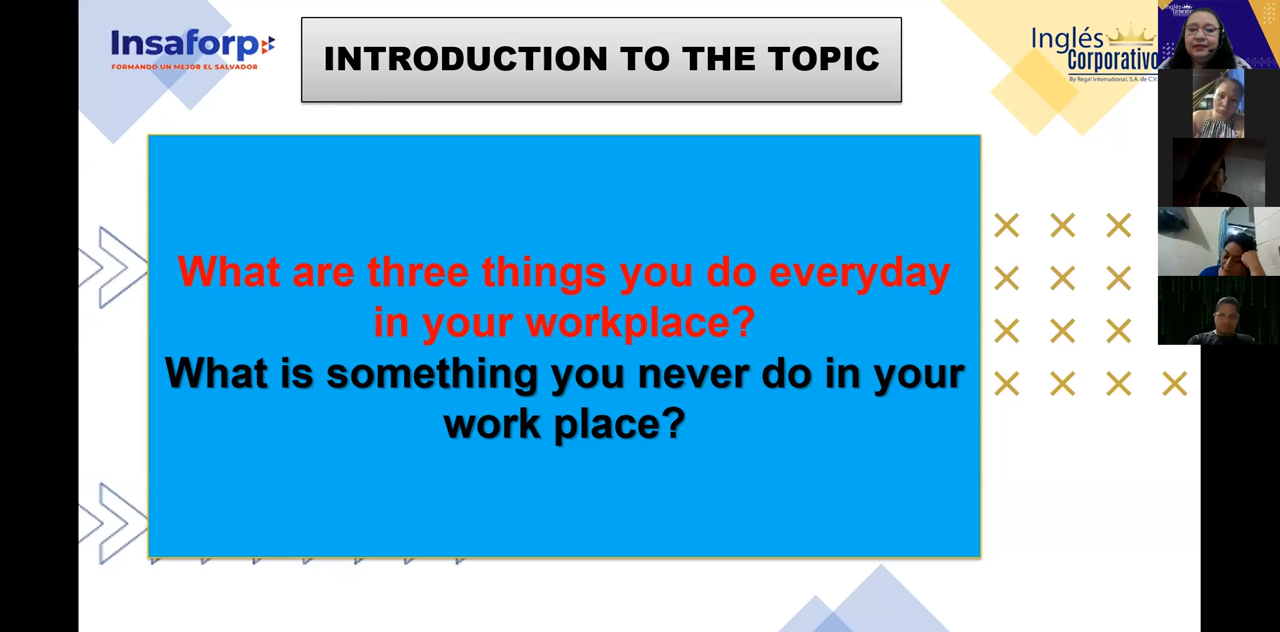 Insaforp
FORMANDO UN MEJOR EL SALVADOR
INTRODUCTION TO THE TOPIC
Inglés
Corporativo
By Regal International, S.A. de C.V.
What are three things you do everyday
in your workplace?
What is something you never do in your
work place?